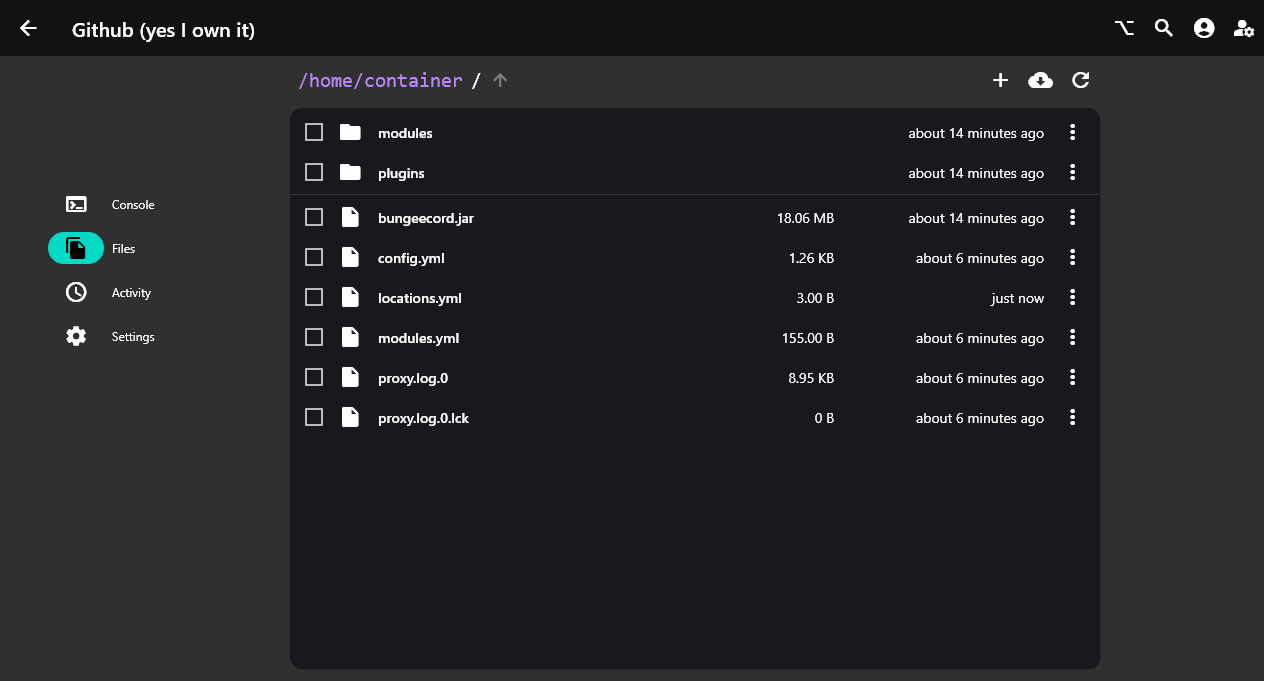 Github (yes I own it)
/home/container /
modules about 14 minutes ago
plugins about 14 minutes ago
Console
bungeecord.jar 18.06 MB about 14 minutes ago
Files
config.yml 1.26 KB about 6 minutes ago
Activity
locations.yml 3.00 B just now
Settings
modules.yml 155.00 B about 6 minutes ago
proxy.log.0 8.95 KB about 6 minutes ago
proxy.log.0.lck 0 B about 6 minutes ago